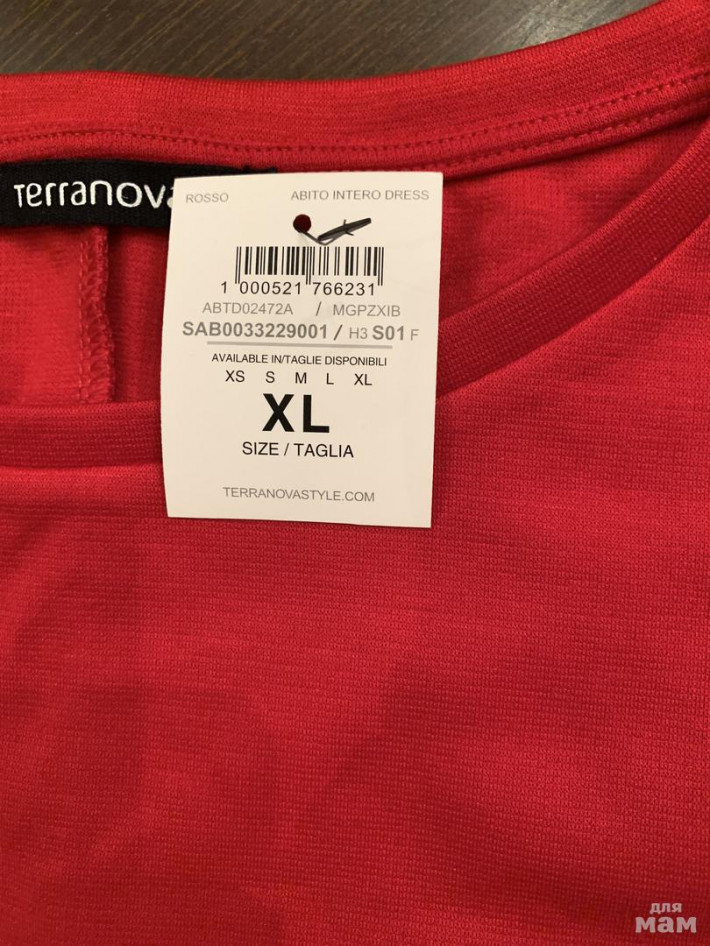 Terranova
ROSSO ABITO INTERO DRESS
1 000521 766231
ABTD02472A / MGPZXIB
SAB0033229001 / H3 S01 F
AVAILABLE IN/TAGLIE DISPONIBILI
XS S M L XL
XL
SIZE / TAGLIA
TERRANOVASTYLE.COM
для
мам